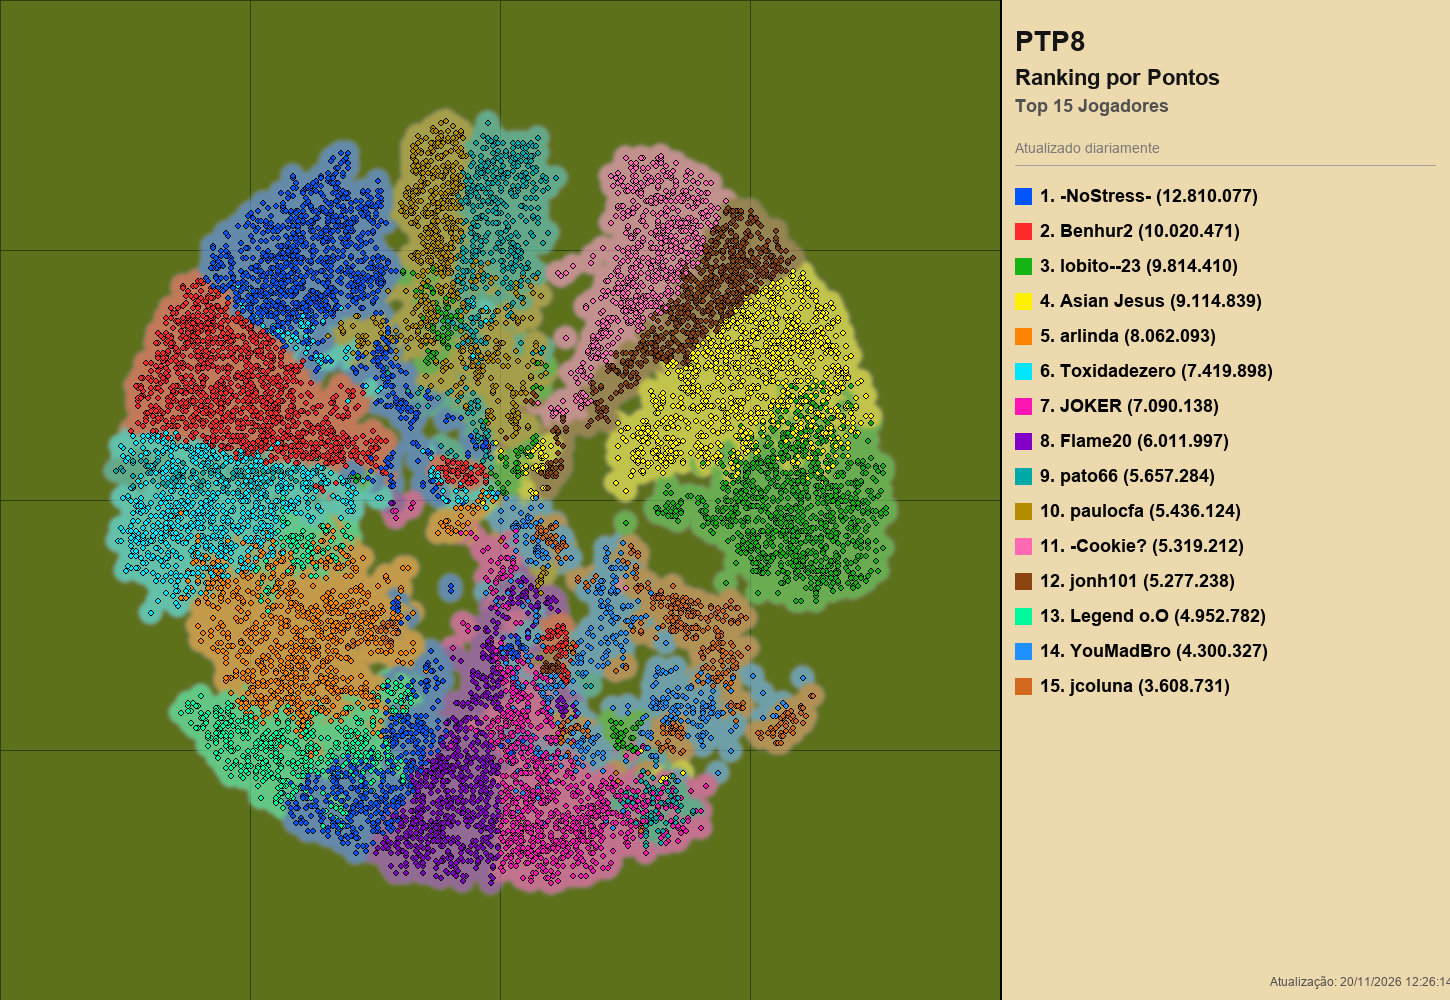 PTP8
Ranking por Pontos
Top 15 Jogadores
Atualizado diariamente
1. -NoStress- (12.810.077)
2. Benhur2 (10.020.471)
3. lobito--23 (9.814.410)
4. Asian Jesus (9.114.839)
5. arlinda (8.062.093)
6. Toxidadezero (7.419.898)
7. JOKER (7.090.138)
8. Flame20 (6.011.997)
9. pato66 (5.657.284)
10. paulocfa (5.436.124)
11. -Cookie? (5.319.212)
12. jonh101 (5.277.238)
13. Legend o.O (4.952.782)
14. YouMadBro (4.300.327)
15. jcoluna (3.608.731)
Atualização: 20/11/2026 12:26:14